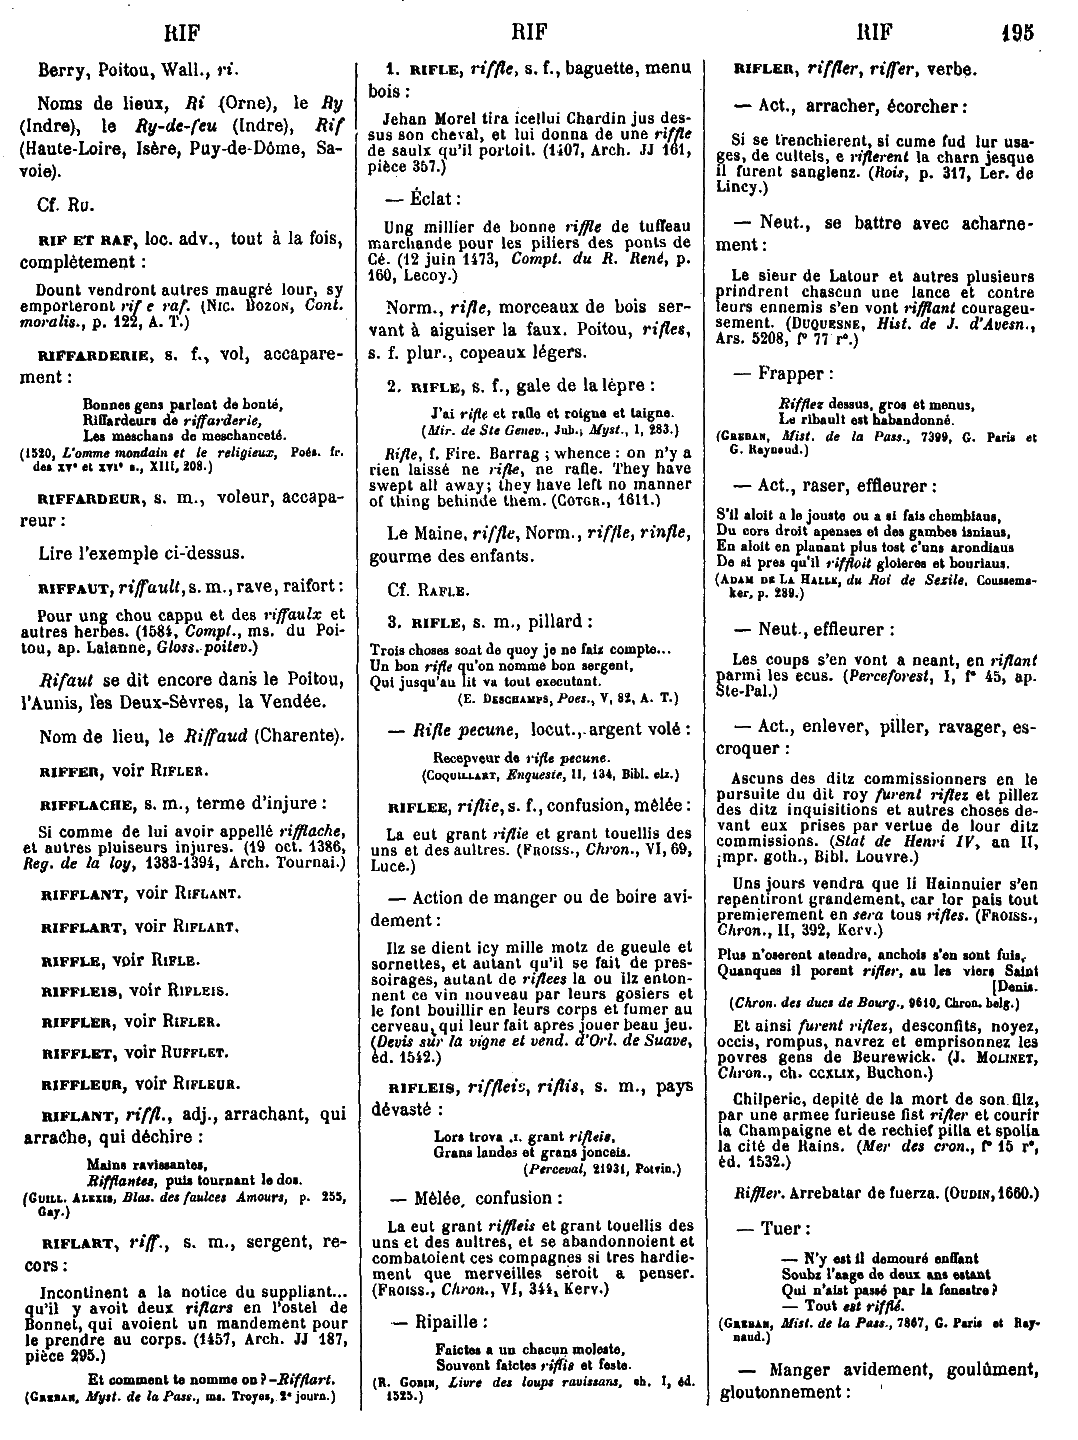 RIF
RIF
RIF
195
Berry, Poitou, Wall., ri.
Noms de lieux, Ri (Orne), le Ry
(Indre), le Ry-de-feu (Indre), Rif
(Haute-Loire, Isère, Puy-de-Dôme, Sa-
voie).
Cf. Ru.
RIF ET RAF, loc. adv., tout à la fois,
complètement :
Dount vendront autres maugré lour, sy
emporteront rif e raf. (Nic. Bozon, Cont.
moralis., p. 122, A. T.)
RIFFARDERIE, s. f., vol, accapare-
ment :
Bonnes gens parlent de bonté,
Riffardeurs de riffarderie,
Les meschans de meschanceté.
(1520, L'omme mondain et le religieux, Poés. fr.
des xve et xvie s., XIII, 208.)
RIFFARDEUR, s. m., voleur, accapa-
reur :
Lire l'exemple ci-dessus.
RIFFAUT, riffault, s. m., rave, raifort :
Pour ung chou cappu et des riffaulx et
autres herbes. (1584, Compt., ms. du Poi-
tou, ap. Lalanne, Gloss. poitev.)
Rifaut se dit encore dans le Poitou,
l'Aunis, les Deux-Sèvres, la Vendée.
Nom de lieu, le Riffaud (Charente).
RIFFER, voir Rifler.
RIFFLACHE, s. m., terme d'injure :
Si comme de lui avoir appellé rifflache,
et autres pluiseurs injures. (19 oct. 1386,
Reg. de la loy, 1383-1394, Arch. Tournai.)
RIFFLANT, voir Riflant.
RIFFLART, voir Riflart.
RIFFLE, voir Rifle.
RIFFLEIS, voir Rifleis.
RIFFLER, voir Rifler.
RIFFLET, voir Rufflet.
RIFFLEUR, voir Rifleur.
RIFLANT, riffl., adj., arrachant, qui
arrache, qui déchire :
Mains ravissantes,
Rifflantes, puis tournant le dos.
(Guill. Alexis, Blas. des faulces Amours, p. 255,
Gay.)
RIFLART, riff., s. m., sergent, re-
cors :
Incontinent a la notice du suppliant...
qu'il y avoit deux riflars en l'ostel de
Bonnet, qui avoient un mandement pour
le prendre au corps. (1457, Arch. JJ 187,
pièce 295.)
Et comment te nomme on ? —Rifflart.
(Greban, Myst. de la Pass., ms. Troyes, 2e journ.)
1. RIFLE, riffle, s. f., baguette, menu
bois :
Jehan Morel tira icellui Chardin jus des-
sus son cheval, et lui donna de une riffle
de saulx qu'il portoit. (1407, Arch. JJ 161,
pièce 357.)
— Éclat :
Ung millier de bonne riffle de tuffeau
marchande pour les piliers des ponts de
Cé. (12 juin 1473, Compt. du R. René, p.
160, Lecoy.)
Norm., rifle, morceaux de bois ser-
vant à aiguiser la faux. Poitou, rifles,
s. f. plur., copeaux légers.
2. RIFLE, s. f., gale de la lèpre :
J'ai rifle et rafle et roigne et taigne.
(Mir. de Ste Genev., Jub., Myst., 1, 283.)
Rifle, f. Fire. Barrag ; whence : on n'y a
rien laissé ne rifle, ne rafle. They have
swept all away; they have left no manner
of thing behinde them. (Cotgr., 1611.)
Le Maine, riffle, Norm., riffle, rinfle,
gourme des enfants.
Cf. Rafle.
3. RIFLE, s. m., pillard :
Trois choses sont de quoy je ne faiz compte...
Un bon rifle qu'on nomme bon sergent,
Qui jusqu'au lit va tout executant.
(E. Deschamps, Poes., V, 82, A. T.)
— Rifle pecune, locut., argent volé :
Recepveur de rifle pecune.
(Coquillart, Enqueste, II, 134, Bibl. elz.)
RIFLEE, riflie, s. f., confusion, mêlée :
La eut grant riflie et grant touellis des
uns et des aultres. (Froiss., Chron., VI, 69,
Luce.)
— Action de manger ou de boire avi-
dement :
Ilz se dient icy mille motz de gueule et
sornettes, et autant qu'il se fait de pres-
soirages, autant de riflees la ou ilz enton-
nent ce vin nouveau par leurs gosiers et
le font bouillir en leurs corps et fumer au
cerveau, qui leur fait apres jouer beau jeu.
(Devis sur la vigne et vend. d'Orl. de Suave,
éd. 1542.)
RIFLEIS, riffleis, riflis, s. m., pays
dévasté :
Lors trova .I. grant rifleis,
Grans landes et grans jonceis.
(Perceval, 21931, Potvin.)
— Mêlée, confusion :
La eut grant riffleis et grant touellis des
uns et des aultres, et se abandonnoient et
combatoient ces compagnes si tres hardie-
ment que merveilles seroit a penser.
(Froiss., Chron., VI, 344, Kerv.)
— Ripaille :
Faictes a un chacun moleste,
Souvent faictes riffis et feste.
(R. Gobin, Livre des loups ravissans, ch. I, éd.
1525.)
RIFLER, riffler, riffer, verbe.
— Act., arracher, écorcher :
Si se trenchierent, si cume fud lur usa-
ges, de cultels, e riflerent la charn jesque
il furent sanglenz. (Rois, p. 317, Ler. de
Lincy.)
— Neut., se battre avec acharne-
ment :
Le sieur de Latour et autres plusieurs
prindrent chascun une lance et contre
leurs ennemis s'en vont rifflant courageu-
sement. (Duquesne, Hist. de J. d'Avesn.,
Ars. 5208, f° 77 r°.)
— Frapper :
Rifflez dessus, gros et menus,
Le ribault est habandonné.
(Greban, Mist. de la Pass., 7399, G. Paris et
G. Raynaud.)
— Act., raser, effleurer :
S'il aloit a le jouste ou a si fais chembiaus,
Du cors droit apenses et des gambes isniaus,
En aloit en planant plus tost c'uns arondiaus
De si pres qu'il riffloit gloieres et bouriaus.
(Adam de La Halle, du Roi de Sezile, Coussema-
ker, p. 289.)
— Neut., effleurer :
Les coups s'en vont a neant, en riflant
parmi les ecus. (Perceforest, I, f° 45, ap.
Ste-Pal.)
— Act., enlever, piller, ravager, es-
croquer :
Ascuns des ditz commissionners en le
pursuite du dit roy furent riflez et pillez
des ditz inquisitions et autres choses de-
vant eux prises par vertue de lour ditz
commissions. (Stat de Henri IV, an II,
impr. goth., Bibl. Louvre.)
Uns jours vendra que li Hainnuier s'en
repentiront grandement, car lor pais tout
premierement en sera tous rifles. (Froiss.,
Chron., II, 392, Kerv.)
Plus n'oserent atendre, anchois s'en sont fuis,
Quanques il porent rifler, au les viers Saint
[Denis.
(Chron. des ducs de Bourg., 9610, Chron. belg.)
Et ainsi furent riflez, desconfits, noyez,
occis, rompus, navrez et emprisonnez les
povres gens de Beurewick. (J. Molinet,
Chron., ch. ccxlix, Buchon.)
Chilperic, depité de la mort de son filz,
par une armee furieuse fist rifler et courir
la Champaigne et de rechief pilla et spolia
la cité de Rains. (Mer des cron., f° 15 r°,
éd. 1532.)
Riffler. Arrebatar de fuerza. (Oudin, 1660.)
— Tuer :
— N'y est il demouré enffant
Soubz l'aage de deux ans estant
Qui n'aist passé par la fenestre ?
— Tout est rifflé.
(Greban, Mist. de la Pass., 7867, G. Paris et Ray-
naud.)
— Manger avidement, goulûment,
gloutonnement :